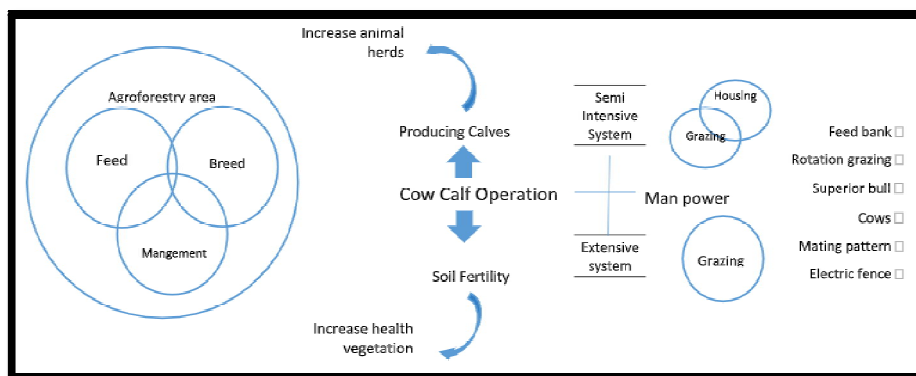 Increase animal
herds
Agroforestry area
Feed
Breed
Mangement
Producing Calves
Cow Calf Operation
Soil Fertility
Increase health
vegetation
Semi
Intensive
System
Extensive
system
Housing
Grazing
Man power
Grazing
Feed bank
Rotation grazing
Superior bull
Cows
Mating pattern
Electric fence